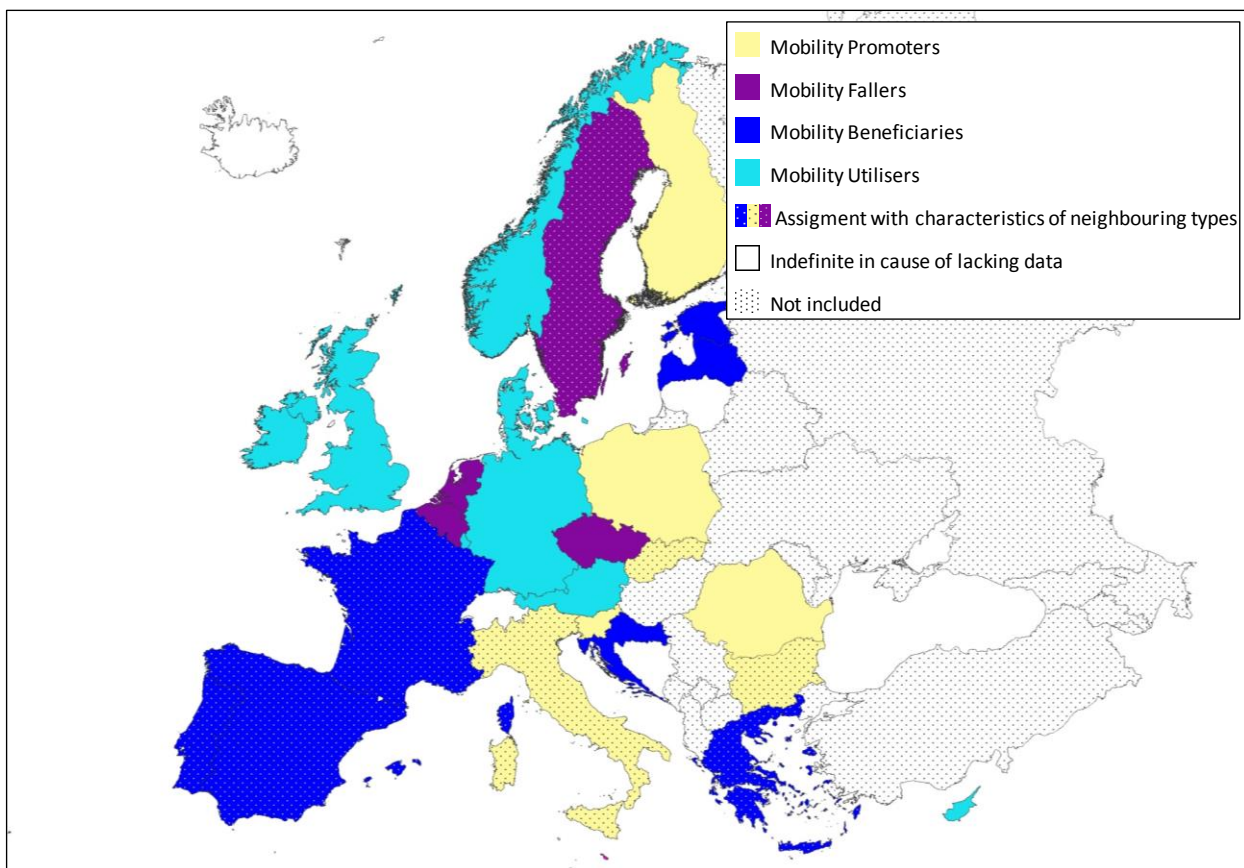 Mobility Promoters
Mobility Fallers
Mobility Beneficiaries
Mobility Utilisers
Assigment with characteristics of neighbouring types
Indefinite in cause of lacking data
Not included